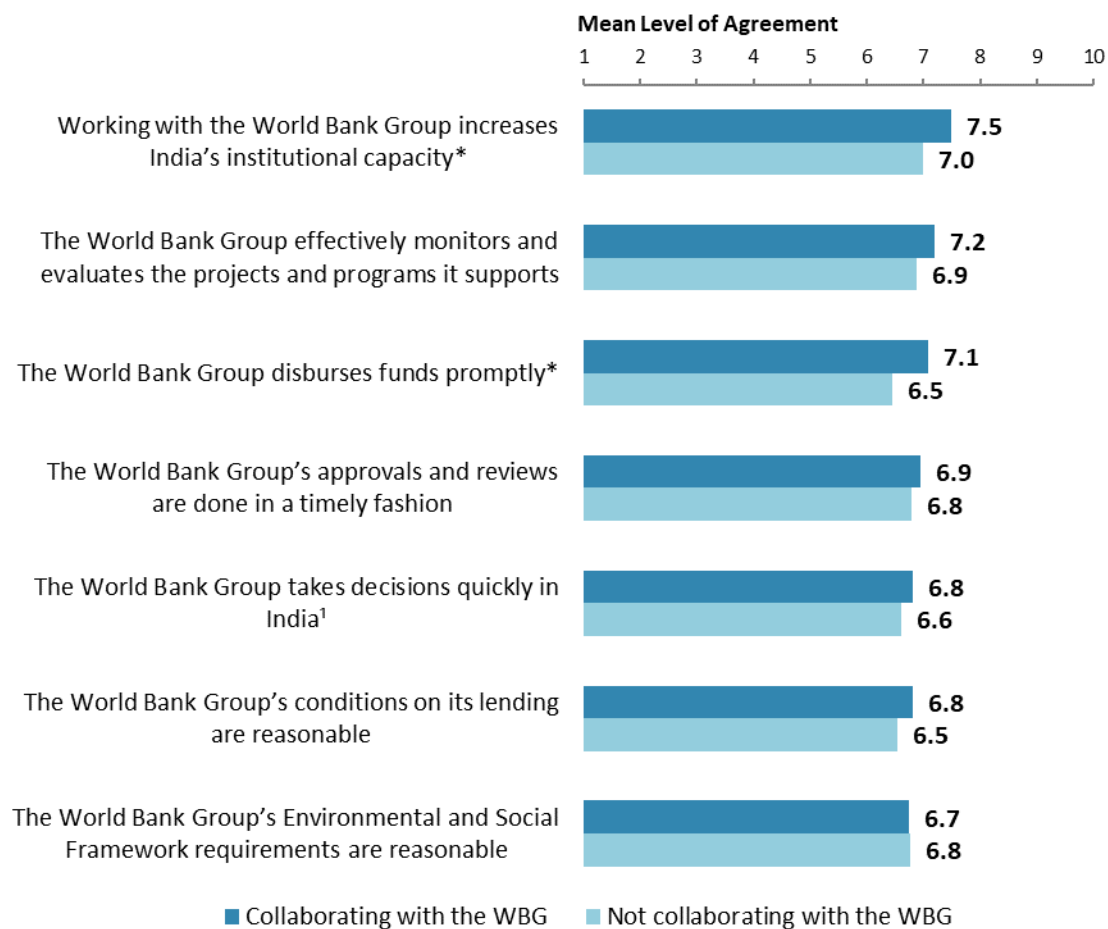 Mean Level of Agreement
1 2 3 4 5 6 7 8 9 10
Working with the World Bank Group increases
India’s institutional capacity*
7.5
7.0
The World Bank Group effectively monitors and
evaluates the projects and programs it supports
7.2
6.9
The World Bank Group disburses funds promptly*
7.1
6.5
The World Bank Group’s approvals and reviews
are done in a timely fashion
6.9
6.8
The World Bank Group takes decisions quickly in
India¹
6.8
6.6
The World Bank Group’s conditions on its lending
are reasonable
6.8
6.5
The World Bank Group’s Environmental and Social
Framework requirements are reasonable
6.7
6.8
Collaborating with the WBG Not collaborating with the WBG